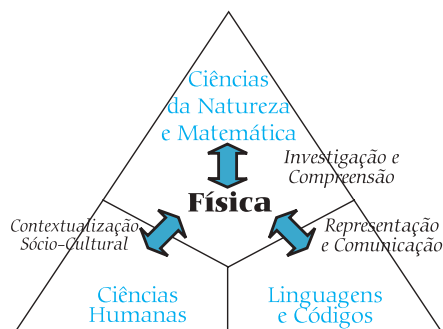 Ciências
da Natureza
e Matemática
Investigação e
Compreensão
Física
Contextualização
Sócio-Cultural
Representação
e Comunicação
Ciências
Humanas
Linguagens
e Códigos